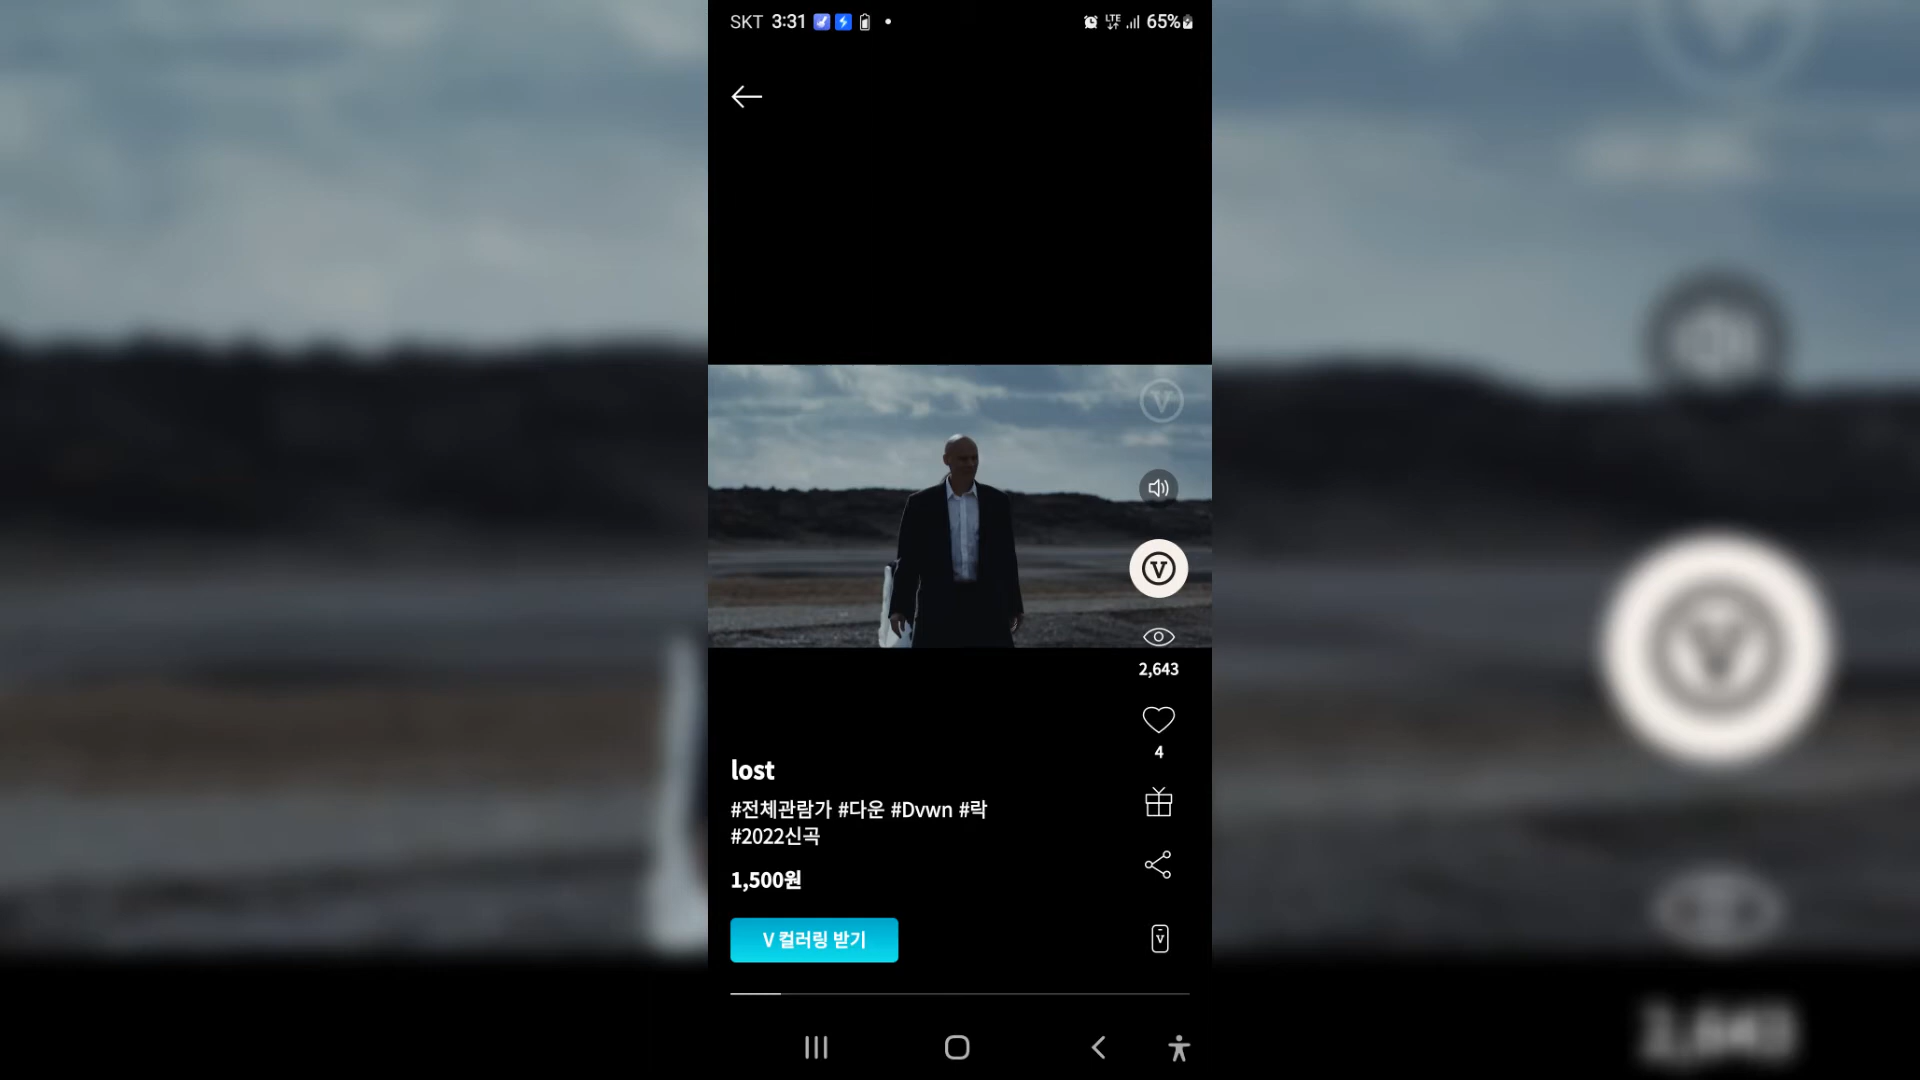 SKT 3:31
LTE 65%
V
V
2,643
4
lost
#전체관람가 #다운 #Dvwn #락
#2022신곡
1,500원
V 컬러링 받기
V